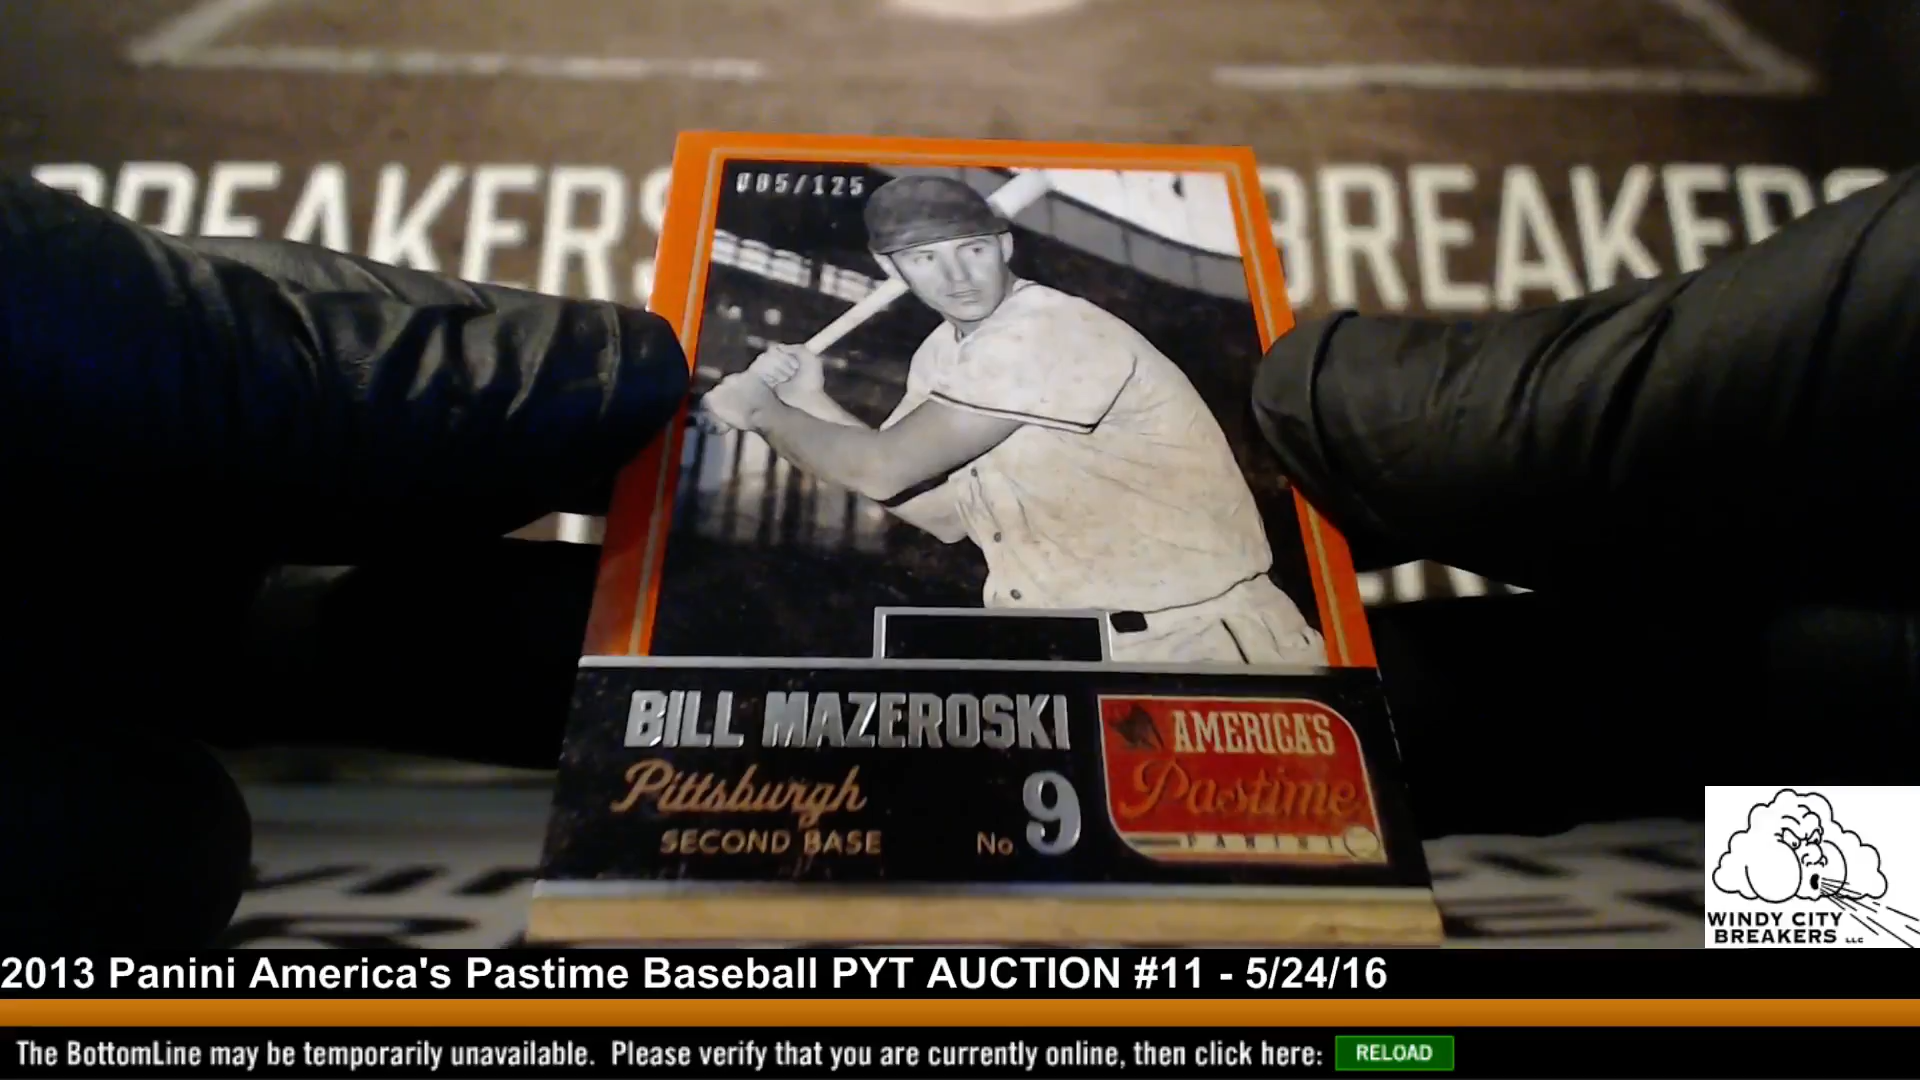 BREAKERS BREAKERS
005/125
BILL MAZEROSKI
Pittsburgh
SECOND BASE
No 9
AMERICA'S
Pastime
PANINI
WINDY CITY
BREAKERS LLC
2013 Panini America's Pastime Baseball PYT AUCTION #11 - 5/24/16
The BottomLine may be temporarily unavailable. Please verify that you are currently online, then click here: RELOAD